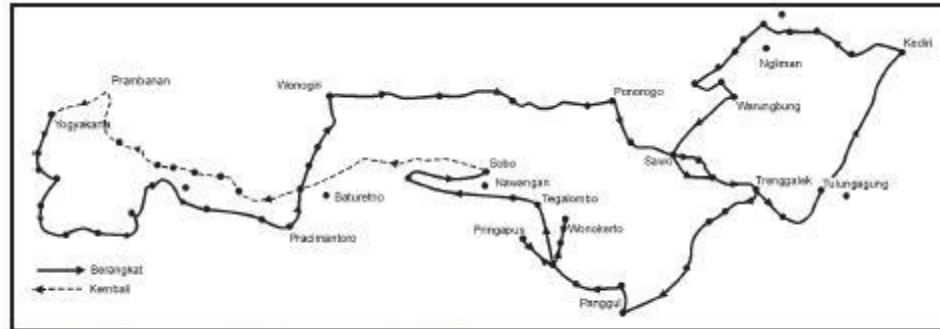 Kediri
Ngliman
Prambanan
Wonogiri
Ponorogo
Warungbung
Yogyakarta
Sawo
Sobo
Nawangan
Trenggalek
Tulungagung
Baturetno
Tegalombo
Pracimantoro
Pringapus
Wonokerto
Berangkat
Kembali
Panggul